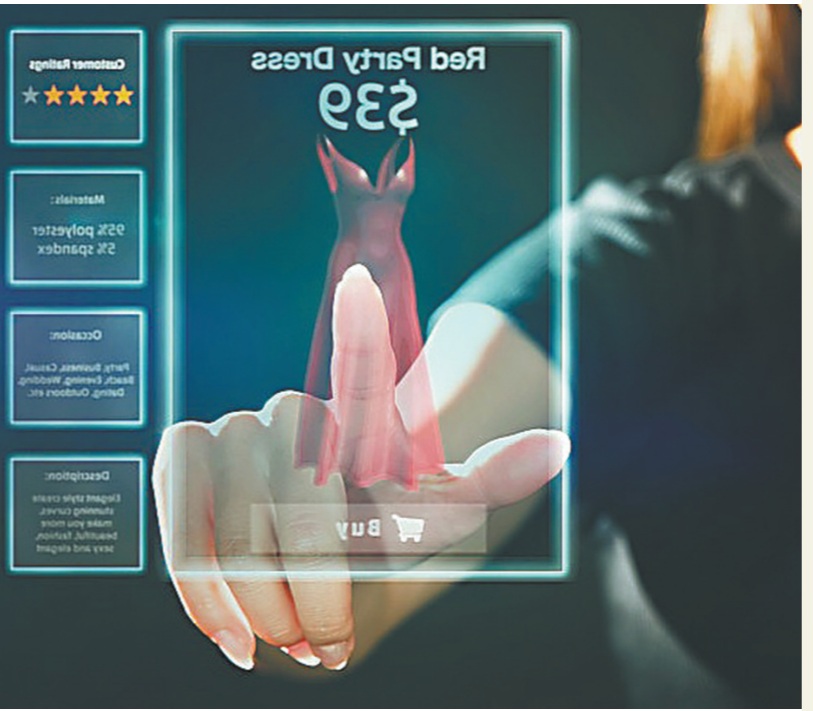 Red Party Dress
$39
Buy
Customer Ratings
Materials:
95% polyester
5% spandex
Occasion:
Party, Business, Casual,
Beach, Evening, Wedding,
Dating, Outdoors, etc
Description:
Elegant style create
stunning curves,
make you more
beautiful, fashion,
sexy and elegant